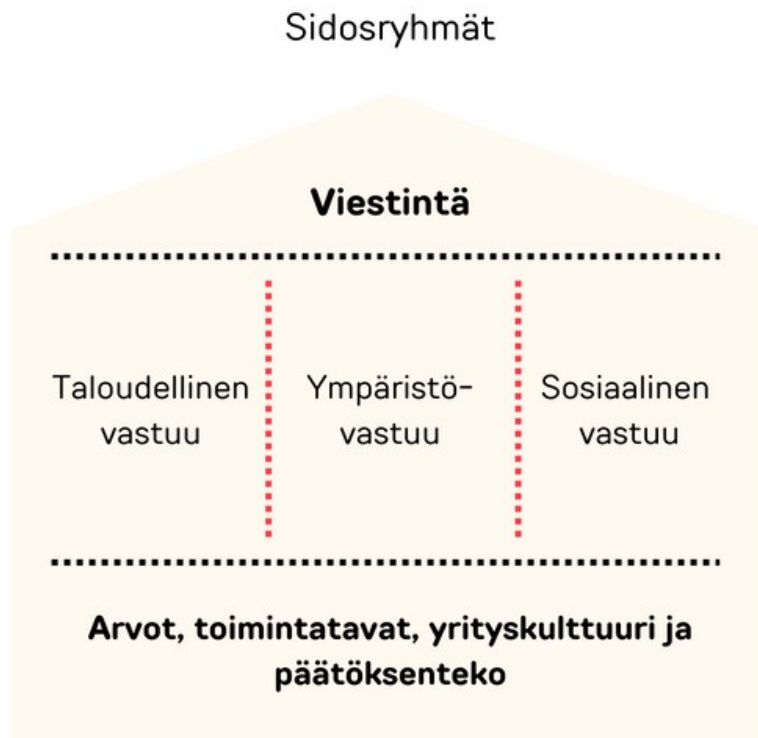 Sidosryhmät
Viestintä
Taloudellinen
vastuu
Ympäristö-
vastuu
Sosiaalinen
vastuu
Arvot, toimintatavat, yrityskulttuuri ja
päätöksenteko